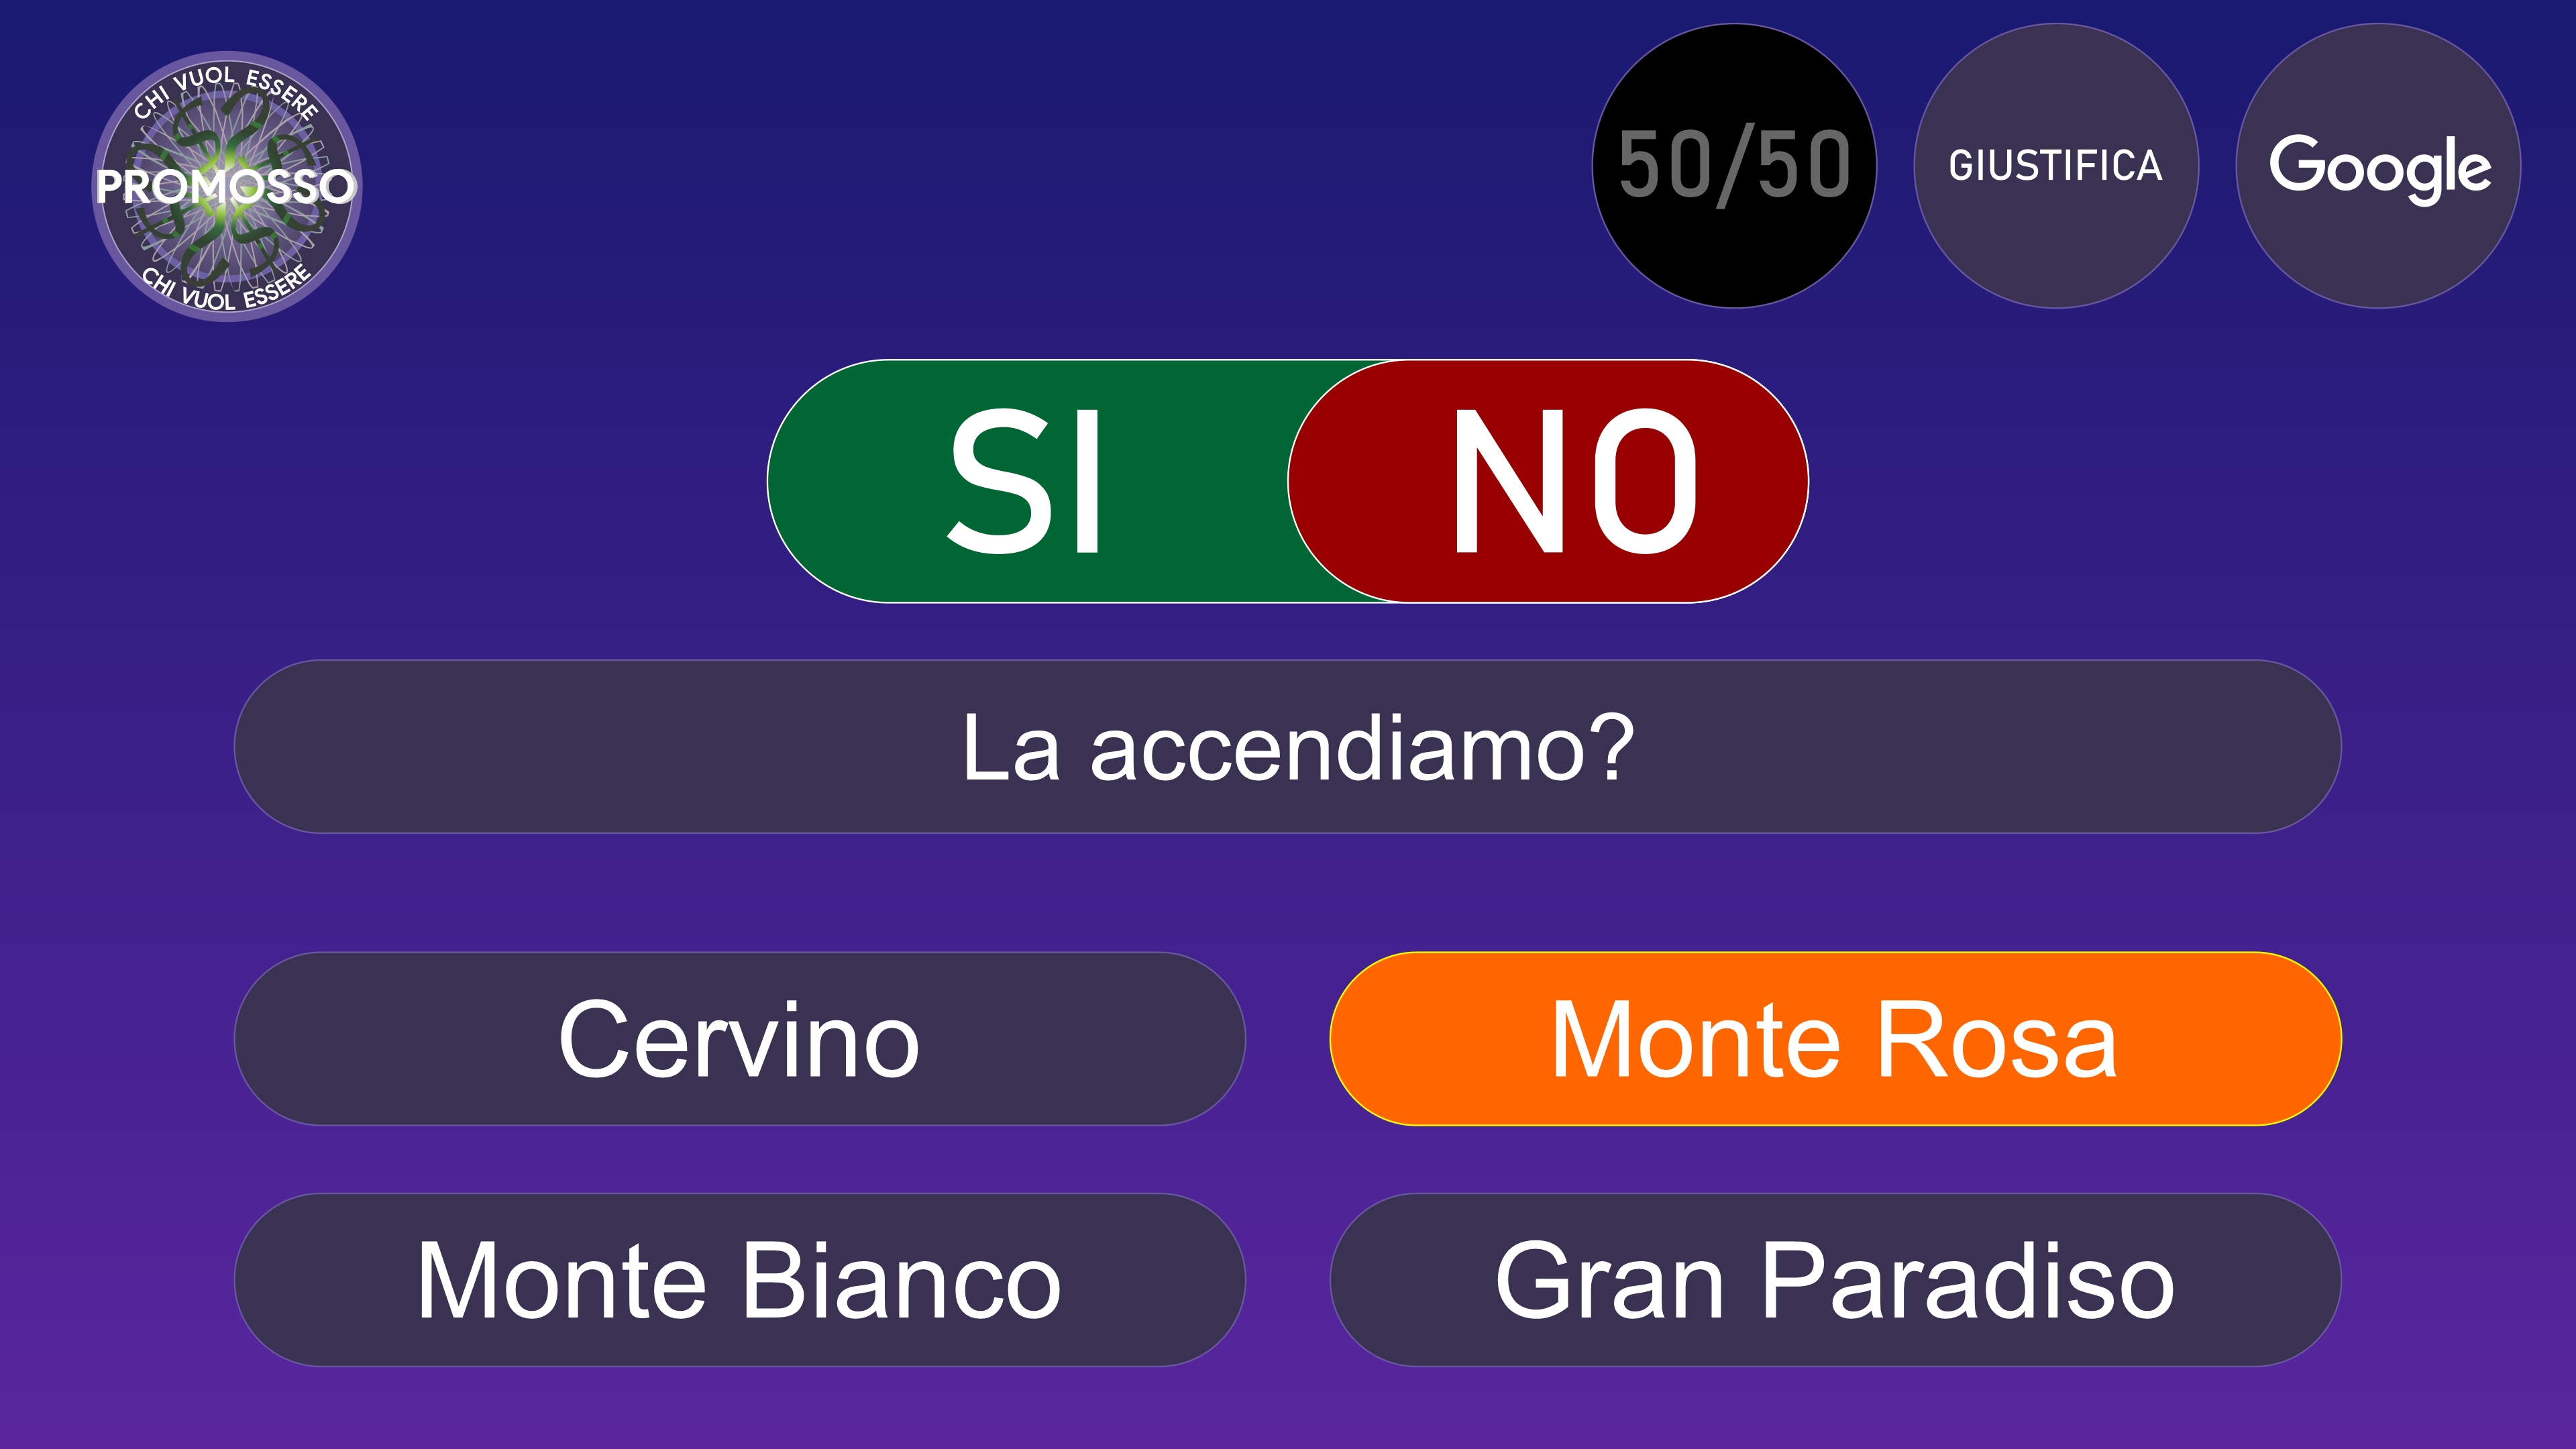 CHI VUOL ESSERE
PROMOSSO
CHI VUOL ESSERE
50/50
GIUSTIFICA
Google
SI
NO
La accendiamo?
Cervino
Monte Rosa
Monte Bianco
Gran Paradiso